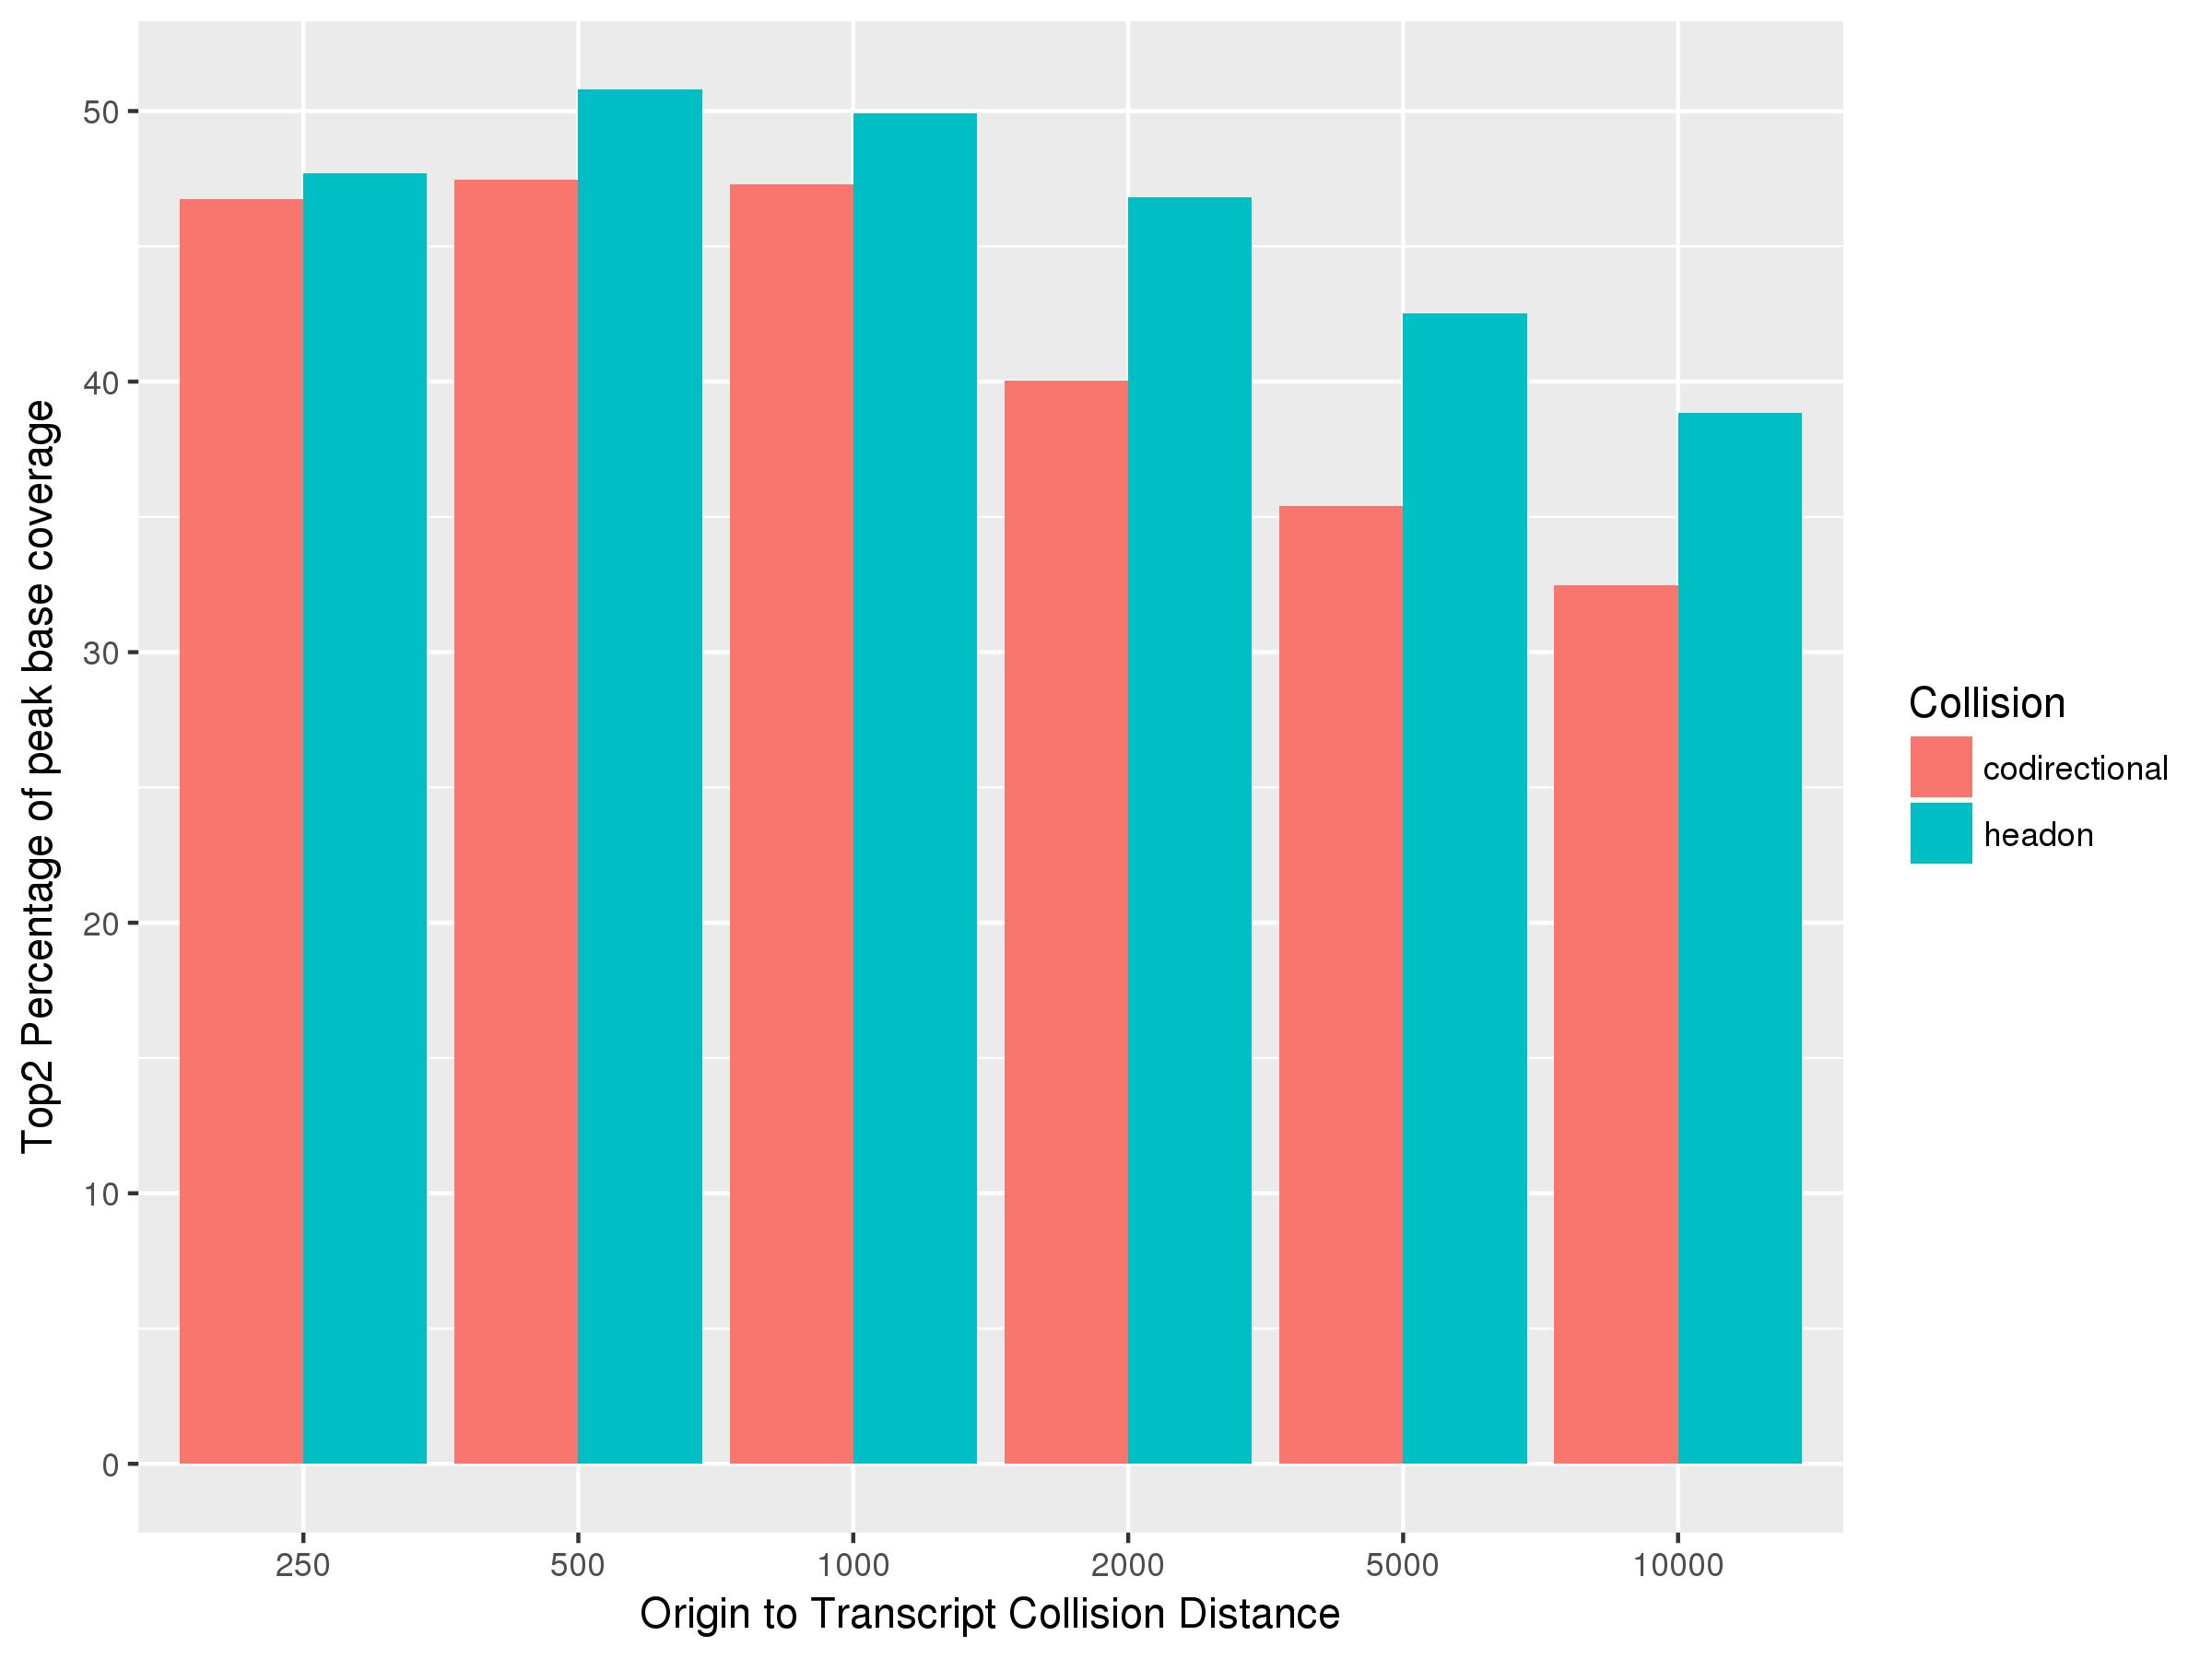 Top2 Percentage of peak base coverage
50
40
30
20
10
0
250 500 1000 2000 5000 10000
Origin to Transcript Collision Distance
Collision
codirectional
headon